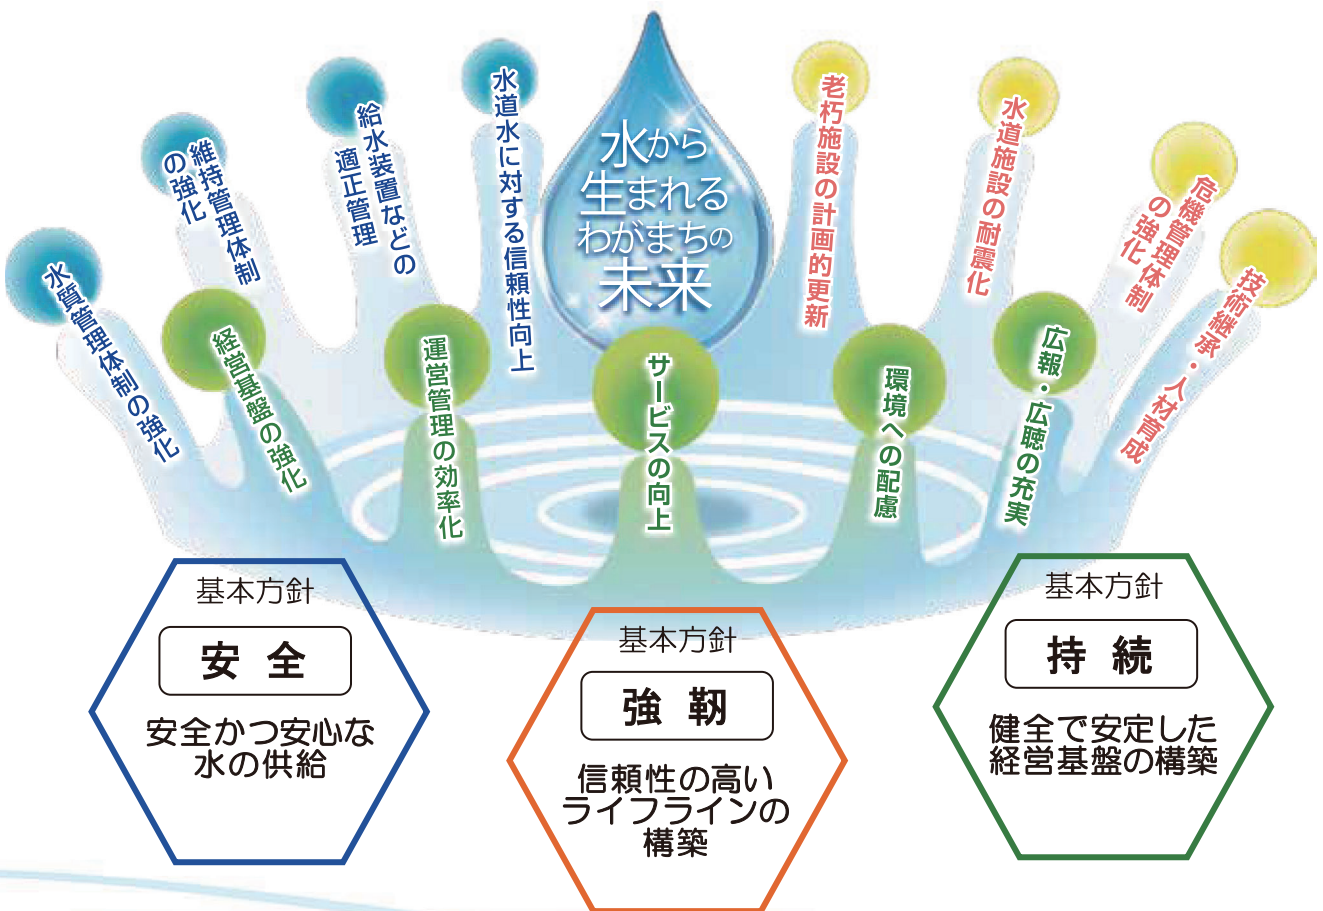 水から
生まれる
わがまちの
未来
水質管理体制の強化
維持管理体制
の強化
給水装置などの
適正管理
水道水に対する信頼性向上
老朽施設の計画的更新
水道施設の耐震化
危機管理体制
の強化
技術継承・人材育成
経営基盤の強化
運営管理の効率化
サービスの向上
環境への配慮
広報・広聴の充実
基本方針
安全
安全かつ安心な
水の供給
基本方針
強靭
信頼性の高い
ライフラインの
構築
基本方針
持続
健全で安定した
経営基盤の構築